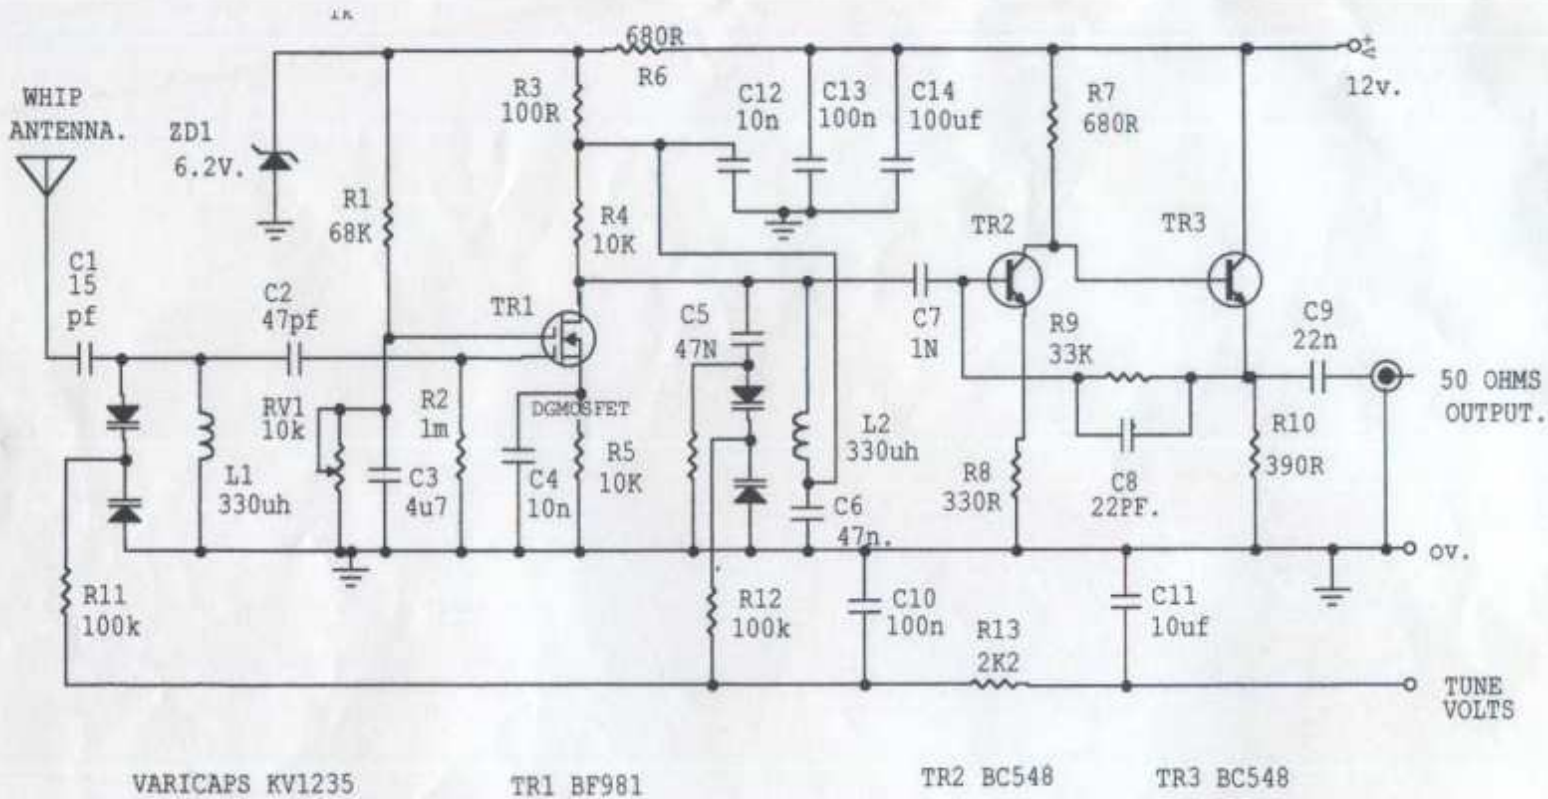 1K
680R
R6
WHIP
ANTENNA.
ZD1
6.2V.
R3
100R
C12
10n
C13
100n
C14
100uf
R7
680R
+v
12v.
R1
68K
R4
10K
TR2
TR3
C1
15
pf
C2
47pf
TR1
C5
47N
C7
1N
R9
33K
C9
22n
50 OHMS
OUTPUT.
RV1
10k
R2
1m
DGMOSFET
L2
330uh
R10
390R
L1
330uh
C3
4u7
C4
10n
R5
10K
C6
47n.
R8
330R
C8
22PF.
0V.
R11
100k
R12
100k
C10
100n
R13
2K2
C11
10uf
TUNE
VOLTS
VARICAPS KV1235
TR1 BF981
TR2 BC548
TR3 BC548